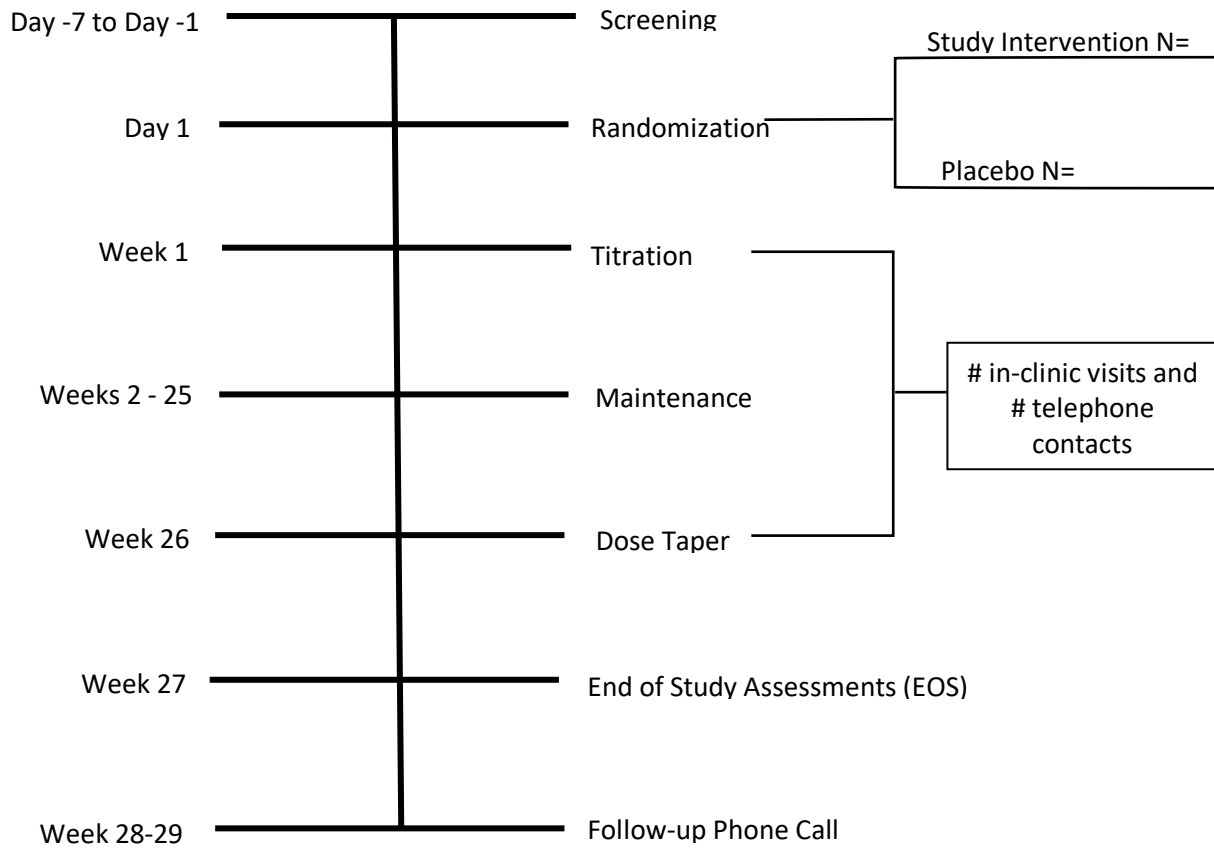 Day -7 to Day -1
Screening
Study Intervention N=
Day 1
Randomization
Placebo N=
Week 1
Titration
Weeks 2 - 25
Maintenance
# in-clinic visits and
# telephone
contacts
Week 26
Dose Taper
Week 27
End of Study Assessments (EOS)
Week 28-29
Follow-up Phone Call